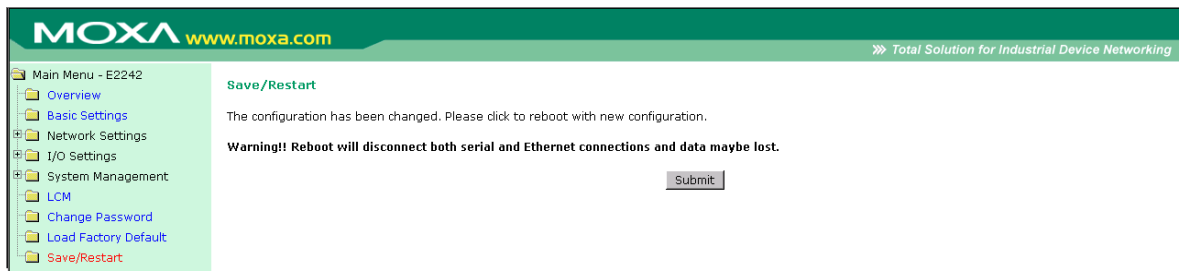 MOXA www.moxa.com
Total Solution for Industrial Device Networking
Main Menu - E2242
Overview
Basic Settings
Network Settings
I/O Settings
System Management
LCM
Change Password
Load Factory Default
Save/Restart
Save/Restart
The configuration has been changed. Please click to reboot with new configuration.
Warning!! Reboot will disconnect both serial and Ethernet connections and data maybe lost.
Submit